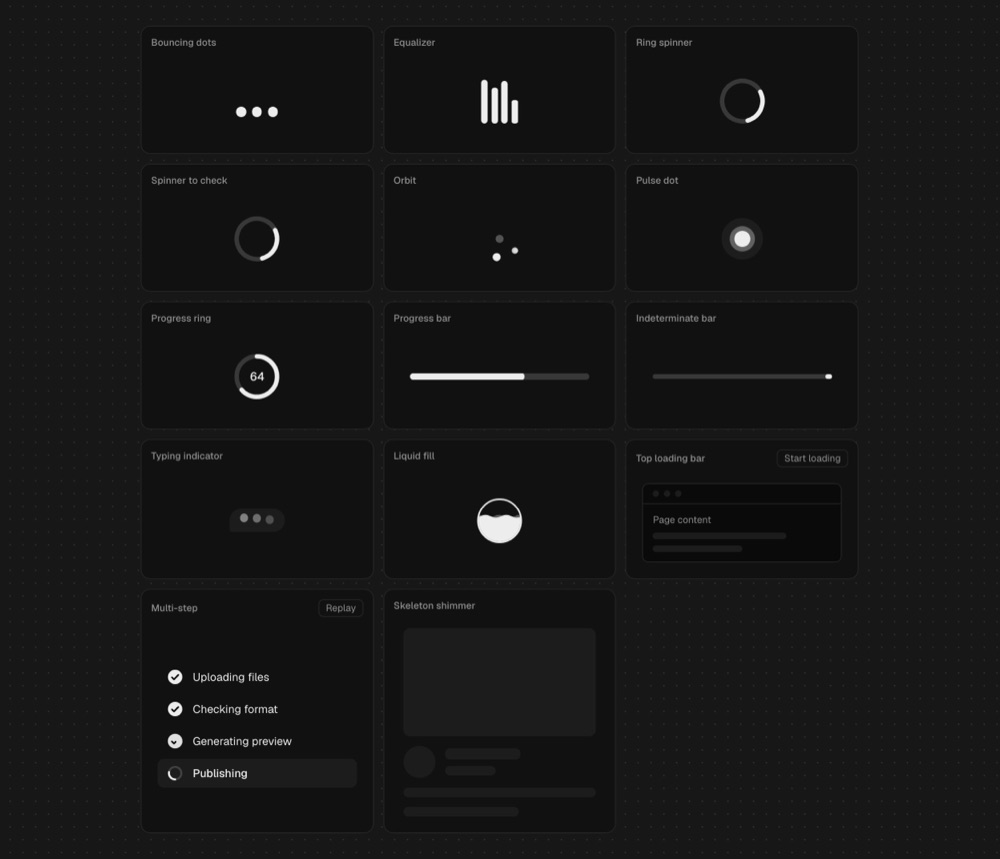 Bouncing dots
Equalizer
Ring spinner
Spinner to check
Orbit
Pulse dot
Progress ring
64
Progress bar
Indeterminate bar
Typing indicator
Liquid fill
Top loading bar
Start loading
Page content
Multi-step
Replay
Uploading files
Checking format
Generating preview
Publishing
Skeleton shimmer